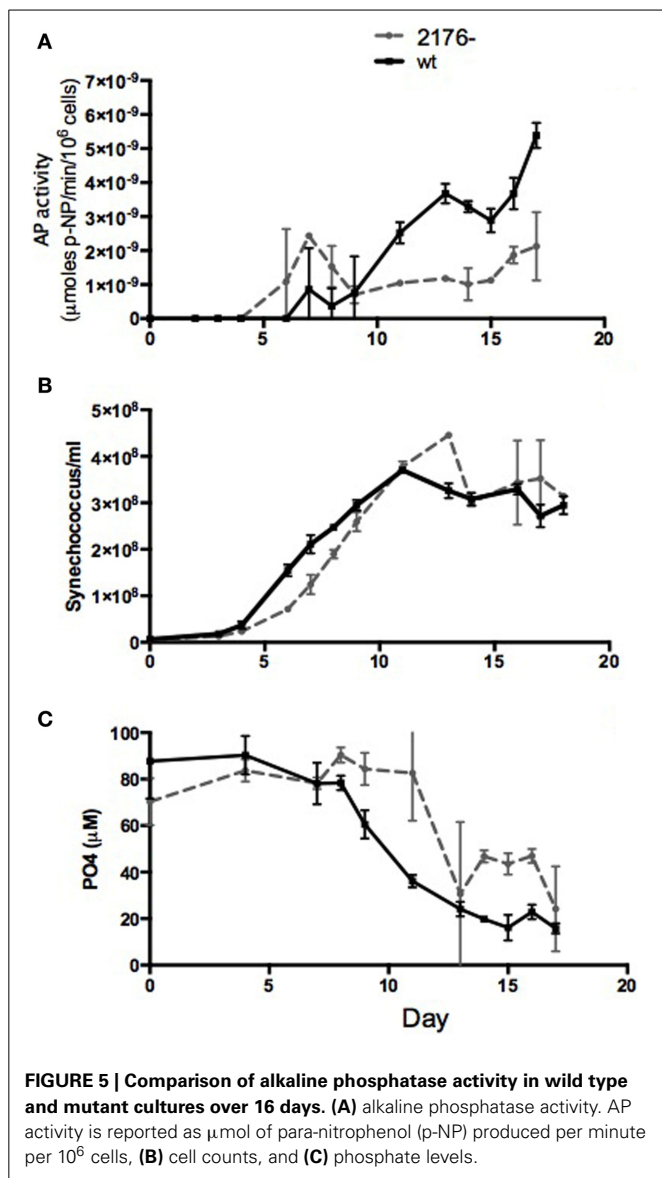 A
2176-
wt
AP activity
(μmoles p-NP/min/10⁶ cells)
7×10⁻⁹
6×10⁻⁹
5×10⁻⁹
4×10⁻⁹
3×10⁻⁹
2×10⁻⁹
1×10⁻⁹
0
0 5 10 15 20
B
Synechococcus/ml
5×10⁸
4×10⁸
3×10⁸
2×10⁸
1×10⁸
0
0 5 10 15 20
C
PO4 (μM)
100
80
60
40
20
0
0 5 10 15 20
Day
FIGURE 5 | Comparison of alkaline phosphatase activity in wild type
and mutant cultures over 16 days. (A) alkaline phosphatase activity. AP
activity is reported as μmol of para-nitrophenol (p-NP) produced per minute
per 10⁶ cells, (B) cell counts, and (C) phosphate levels.